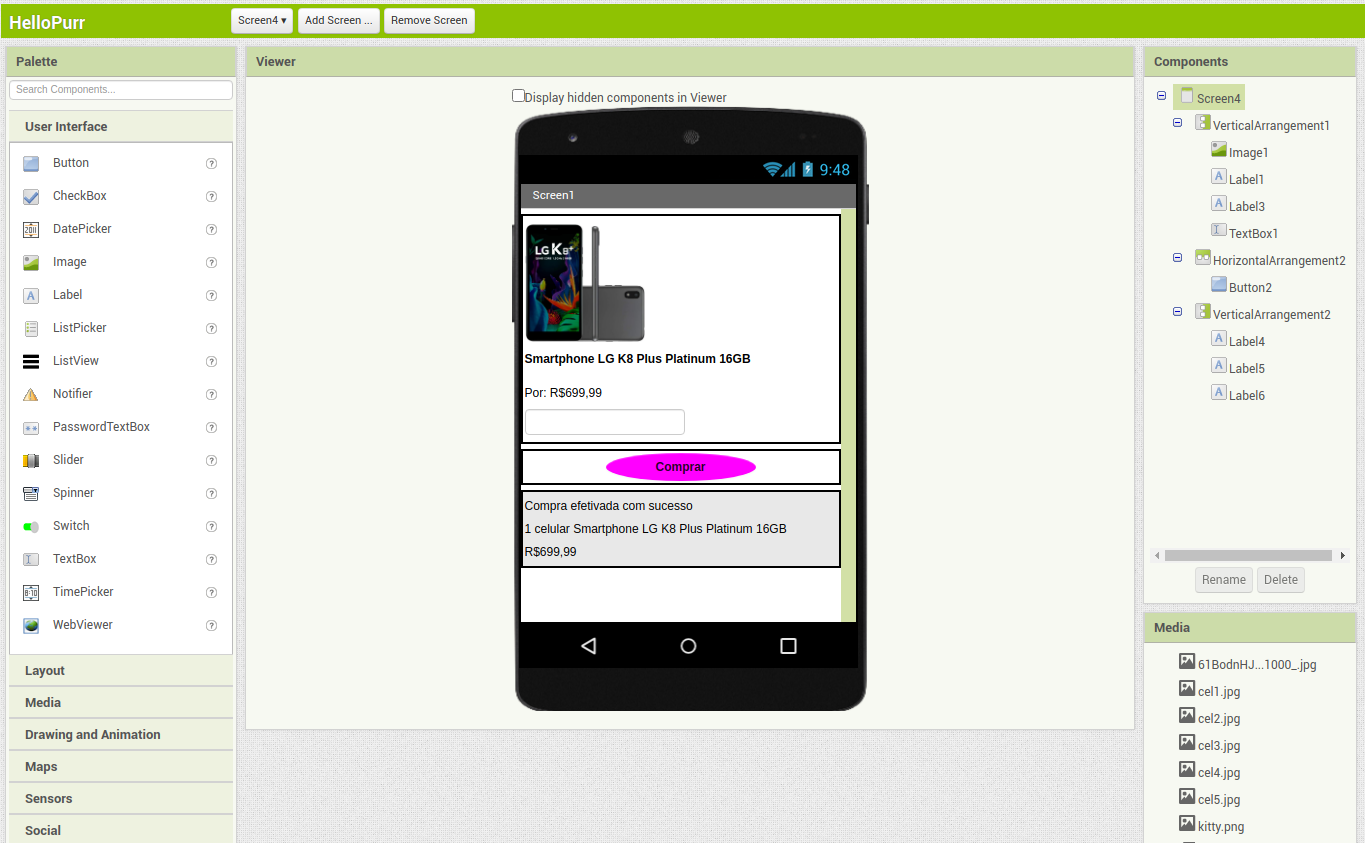 HelloPurr
Screen4 ▾
Add Screen ...
Remove Screen
Palette
Search Components...
User Interface
Button
?
CheckBox
?
DatePicker
?
Image
?
Label
?
ListPicker
?
ListView
?
Notifier
?
PasswordTextBox
?
Slider
?
Spinner
?
Switch
?
TextBox
?
TimePicker
?
WebViewer
?
Layout
Media
Drawing and Animation
Maps
Sensors
Social
Viewer
Display hidden components in Viewer
9:48
Screen1
LG K8+
Smartphone LG K8 Plus Platinum 16GB
Por: R$699,99
Comprar
Compra efetivada com sucesso
1 celular Smartphone LG K8 Plus Platinum 16GB
R$699,99
Components
Screen4
VerticalArrangement1
Image1
Label1
Label3
TextBox1
HorizontalArrangement2
Button2
VerticalArrangement2
Label4
Label5
Label6
Rename
Delete
Media
61BodnHJ...1000_.jpg
cel1.jpg
cel2.jpg
cel3.jpg
cel4.jpg
cel5.jpg
kitty.png